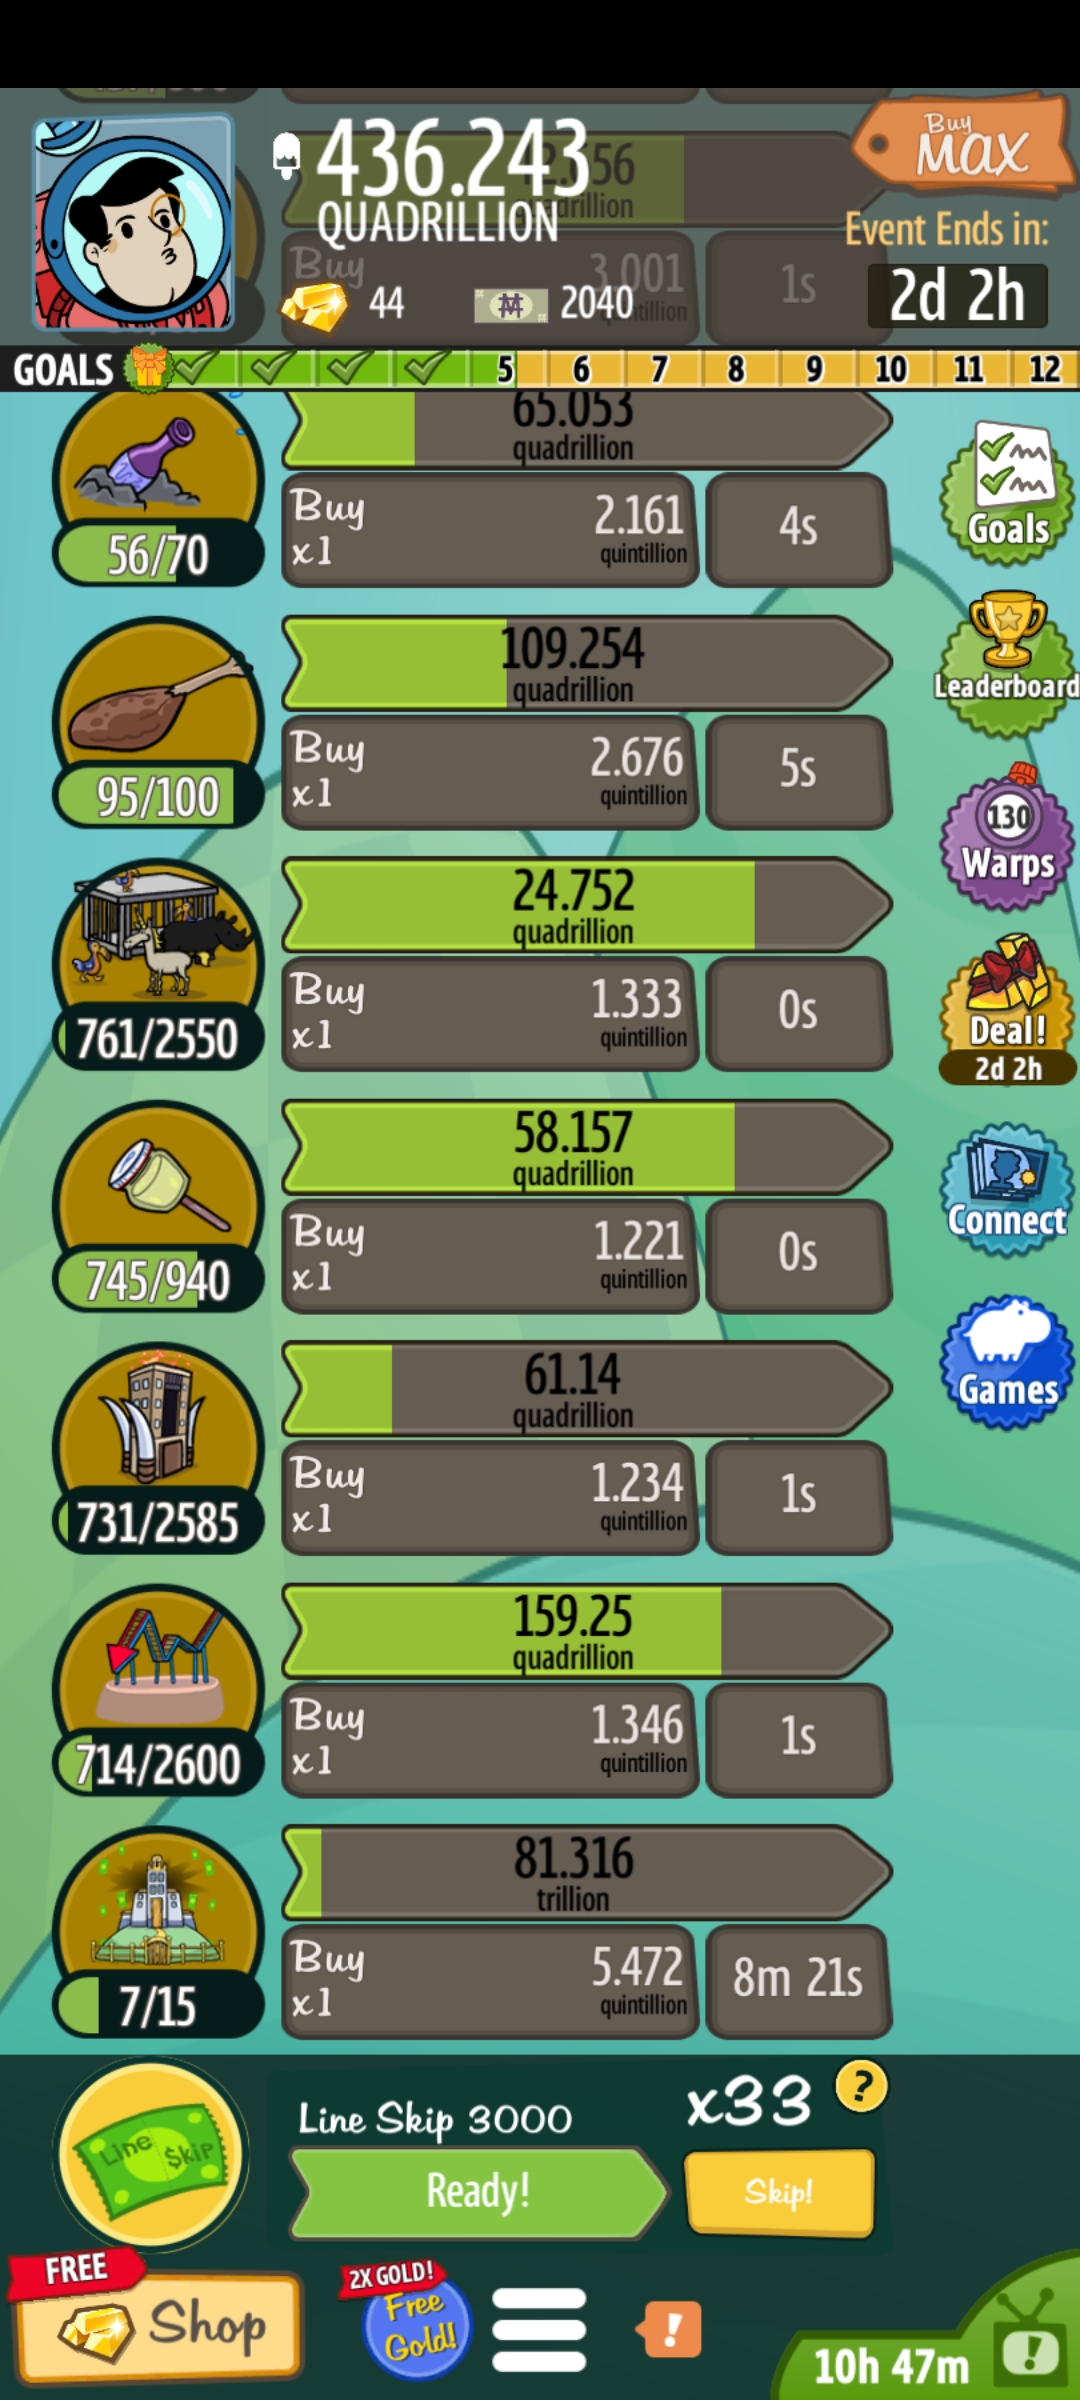 436.243
QUADRILLION
Buy
MAX
Event Ends in:
2d 2h
44
2040
Buy
3.001
1s
GOALS
5 6 7 8 9 10 11 12
65.053
quadrillion
56/70
Buy
x1
2.161
quintillion
4s
Goals
109.254
quadrillion
95/100
Buy
x1
2.676
quintillion
5s
Leaderboard
24.752
quadrillion
761/2550
Buy
x1
1.333
quintillion
0s
130
Warps
Deal!
2d 2h
58.157
quadrillion
745/940
Buy
x1
1.221
quintillion
0s
Connect
61.14
quadrillion
731/2585
Buy
x1
1.234
quintillion
1s
Games
159.25
quadrillion
714/2600
Buy
x1
1.346
quintillion
1s
81.316
trillion
7/15
Buy
x1
5.472
quintillion
8m 21s
Line $kip
Line Skip 3000
x33
?
Ready!
Skip!
FREE
Shop
2X GOLD!
Free
Gold!
!
10h 47m
!